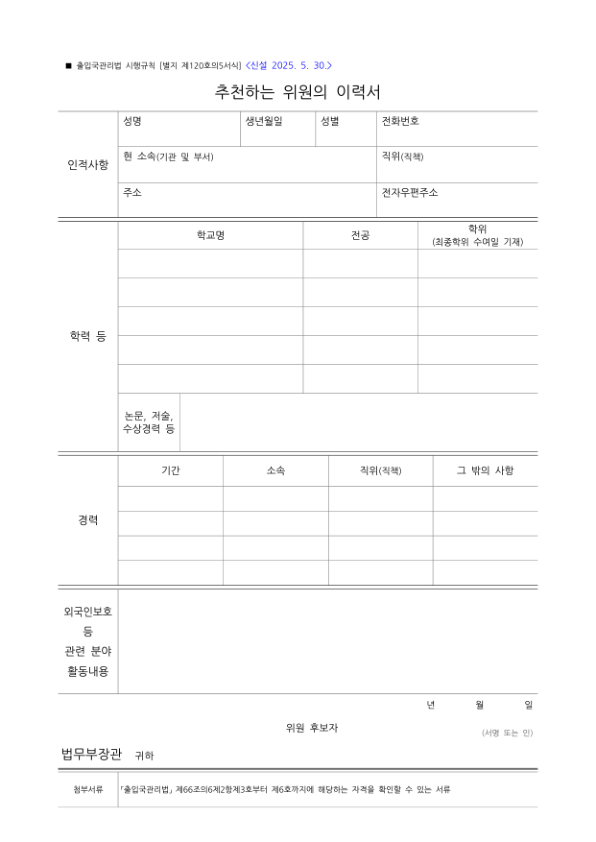 ■ 출입국관리법 시행규칙 [별지 제120호의5서식] <신설 2025. 5. 30.>
추천하는 위원의 이력서
인적사항
성명
생년월일
성별
전화번호
현 소속(기관 및 부서)
직위(직책)
주소
전자우편주소
학력 등
학교명
전공
학위
(최종학위 수여일 기재)
논문, 저술,
수상경력 등
경력
기간
소속
직위(직책)
그 밖의 사항
외국인보호
등
관련 분야
활동내용
년 월 일
위원 후보자
(서명 또는 인)
법무부장관 귀하
첨부서류
「출입국관리법」 제66조의6제2항제3호부터 제6호까지에 해당하는 자격을 확인할 수 있는 서류